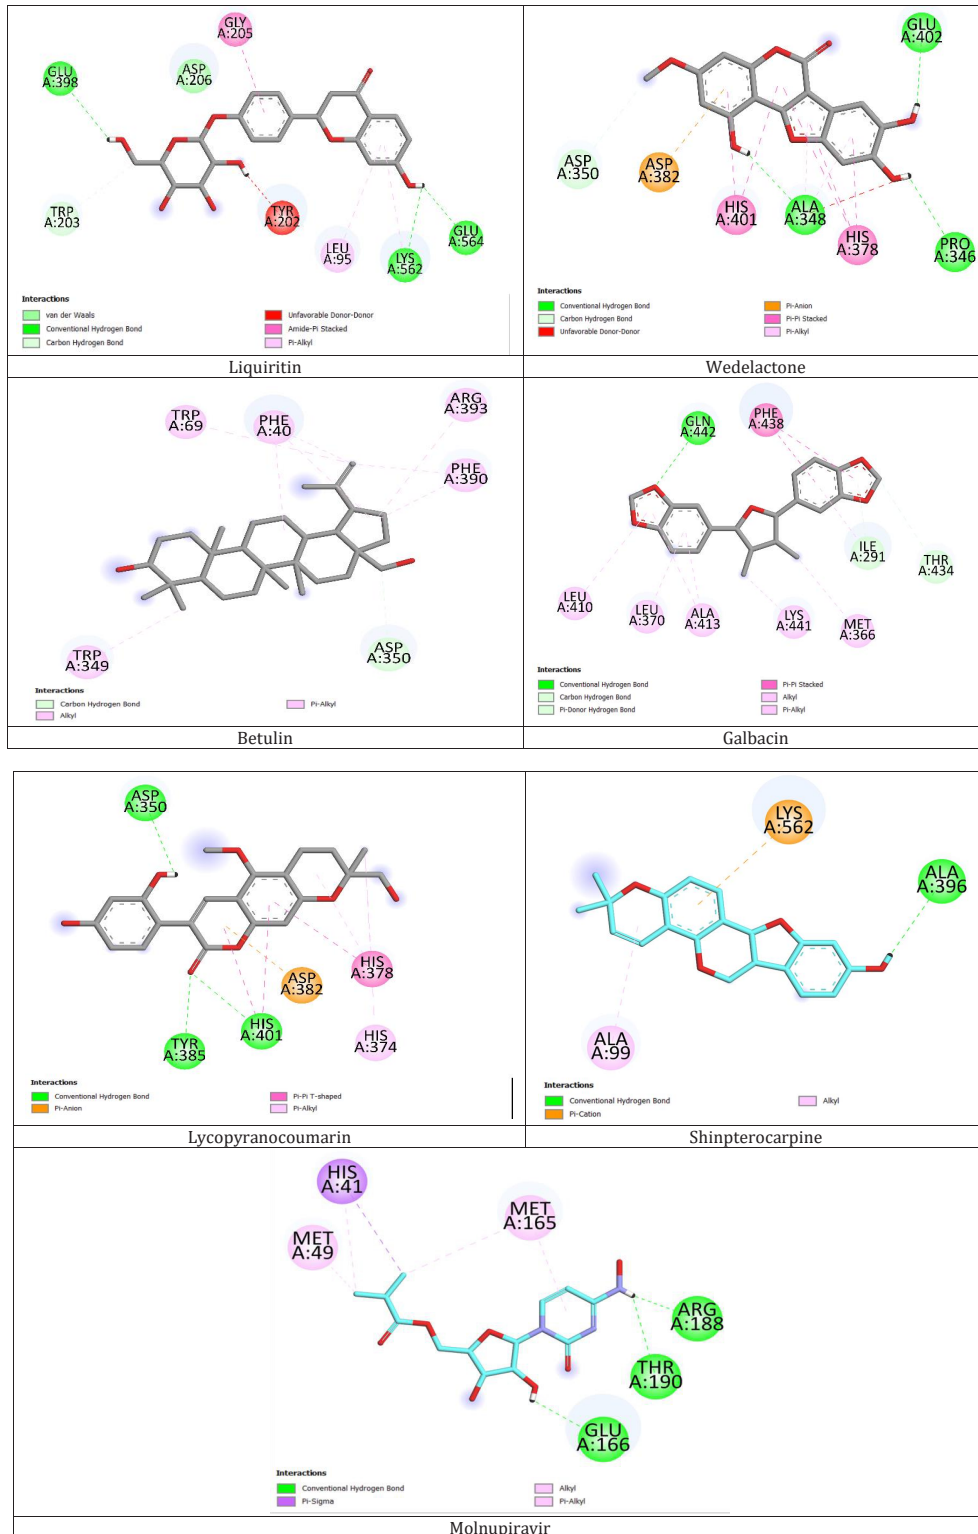 GLY
A:205
GLU
A:398
ASP
A:206
TRP
A:203
TYR
A:202
LEU
A:95
LYS
A:562
GLU
A:564
Interactions
van der Waals
Conventional Hydrogen Bond
Carbon Hydrogen Bond
Unfavorable Donor-Donor
Amide-Pi Stacked
Pi-Alkyl
Liquiritin
GLU
A:402
ASP
A:350
ASP
A:382
HIS
A:401
ALA
A:348
HIS
A:378
PRO
A:346
Interactions
Conventional Hydrogen Bond
Carbon Hydrogen Bond
Unfavorable Donor-Donor
Pi-Anion
Pi-Pi Stacked
Pi-Alkyl
Wedelactone
TRP
A:69
PHE
A:40
ARG
A:393
PHE
A:390
TRP
A:349
ASP
A:350
Interactions
Carbon Hydrogen Bond
Alkyl
Pi-Alkyl
Betulin
GLN
A:442
PHE
A:438
ILE
A:291
THR
A:434
LEU
A:410
LEU
A:370
ALA
A:413
LYS
A:441
MET
A:366
Interactions
Conventional Hydrogen Bond
Carbon Hydrogen Bond
Pi-Donor Hydrogen Bond
Pi-Pi Stacked
Alkyl
Pi-Alkyl
Galbacin
ASP
A:350
HIS
A:378
ASP
A:382
HIS
A:401
TYR
A:385
HIS
A:374
Interactions
Conventional Hydrogen Bond
Pi-Anion
Pi-Pi T-shaped
Pi-Alkyl
Lycopyranocoumarin
LYS
A:562
ALA
A:396
ALA
A:99
Interactions
Conventional Hydrogen Bond
Pi-Cation
Alkyl
Shinpterocarpine
HIS
A:41
MET
A:165
MET
A:49
ARG
A:188
THR
A:190
GLU
A:166
Interactions
Conventional Hydrogen Bond
Pi-Sigma
Alkyl
Pi-Alkyl
Molnupiravir